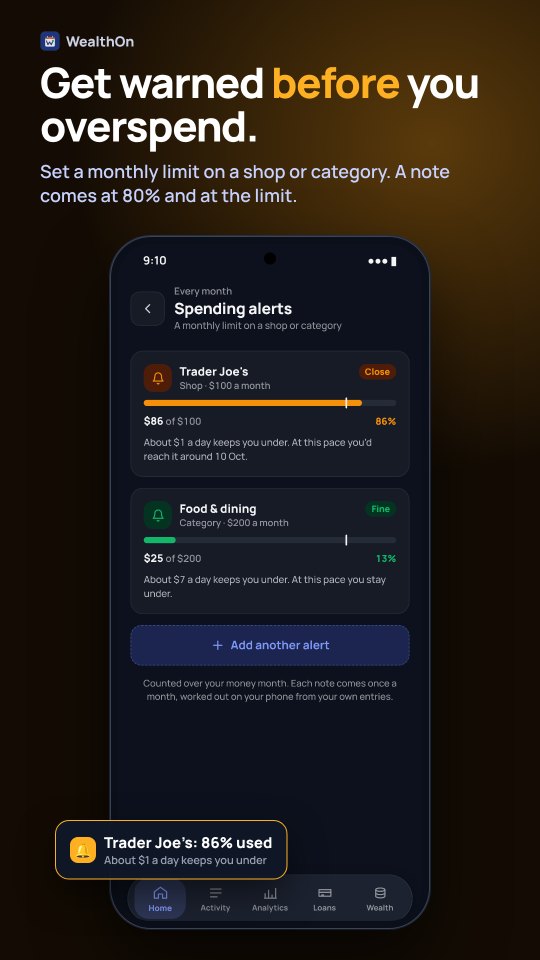 WealthOn
Get warned before you
overspend.
Set a monthly limit on a shop or category. A note
comes at 80% and at the limit.
9:10
Every month
Spending alerts
A monthly limit on a shop or category
Trader Joe's
Close
Shop · $100 a month
$86 of $100
86%
About $1 a day keeps you under. At this pace you'd
reach it around 10 Oct.
Food & dining
Fine
Category · $200 a month
$25 of $200
13%
About $7 a day keeps you under. At this pace you stay
under.
+ Add another alert
Counted over your money month. Each note comes once a
month, worked out on your phone from your own entries.
Trader Joe's: 86% used
About $1 a day keeps you under
Home
Activity
Analytics
Loans
Wealth